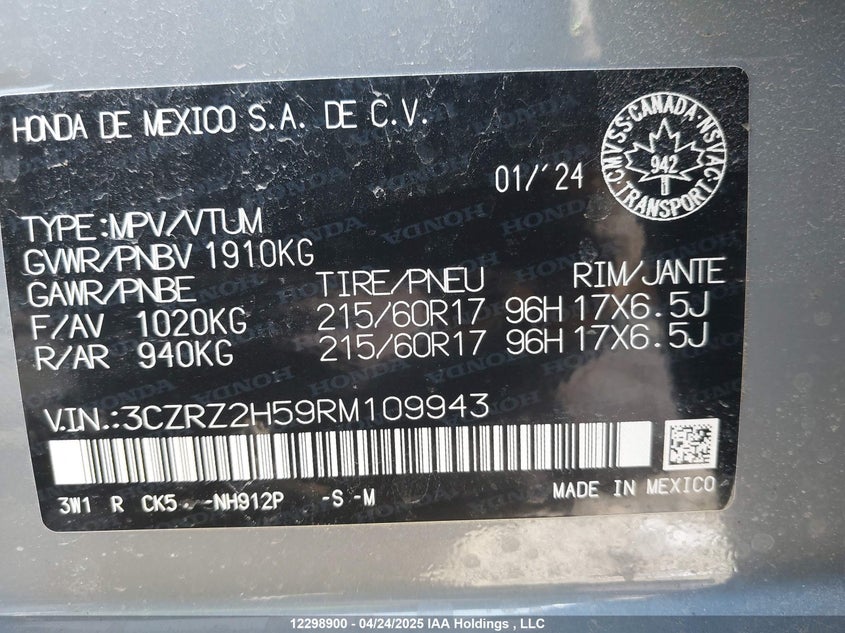 HONDA DE MEXICO S.A. DE C.V.
01/'24
CMVSS·CANADA·NSVAC
942
TRANSPORT
TYPE:MPV/VTUM
GVWR/PNBV 1910KG
GAWR/PNBE TIRE/PNEU RIM/JANTE
F/AV 1020KG 215/60R17 96H 17X6.5J
R/AR 940KG 215/60R17 96H 17X6.5J
V.IN.:3CZRZ2H59RM109943
3W1 R CK5 -NH912P -S -M
MADE IN MEXICO
12298900 - 04/24/2025 IAA Holdings , LLC